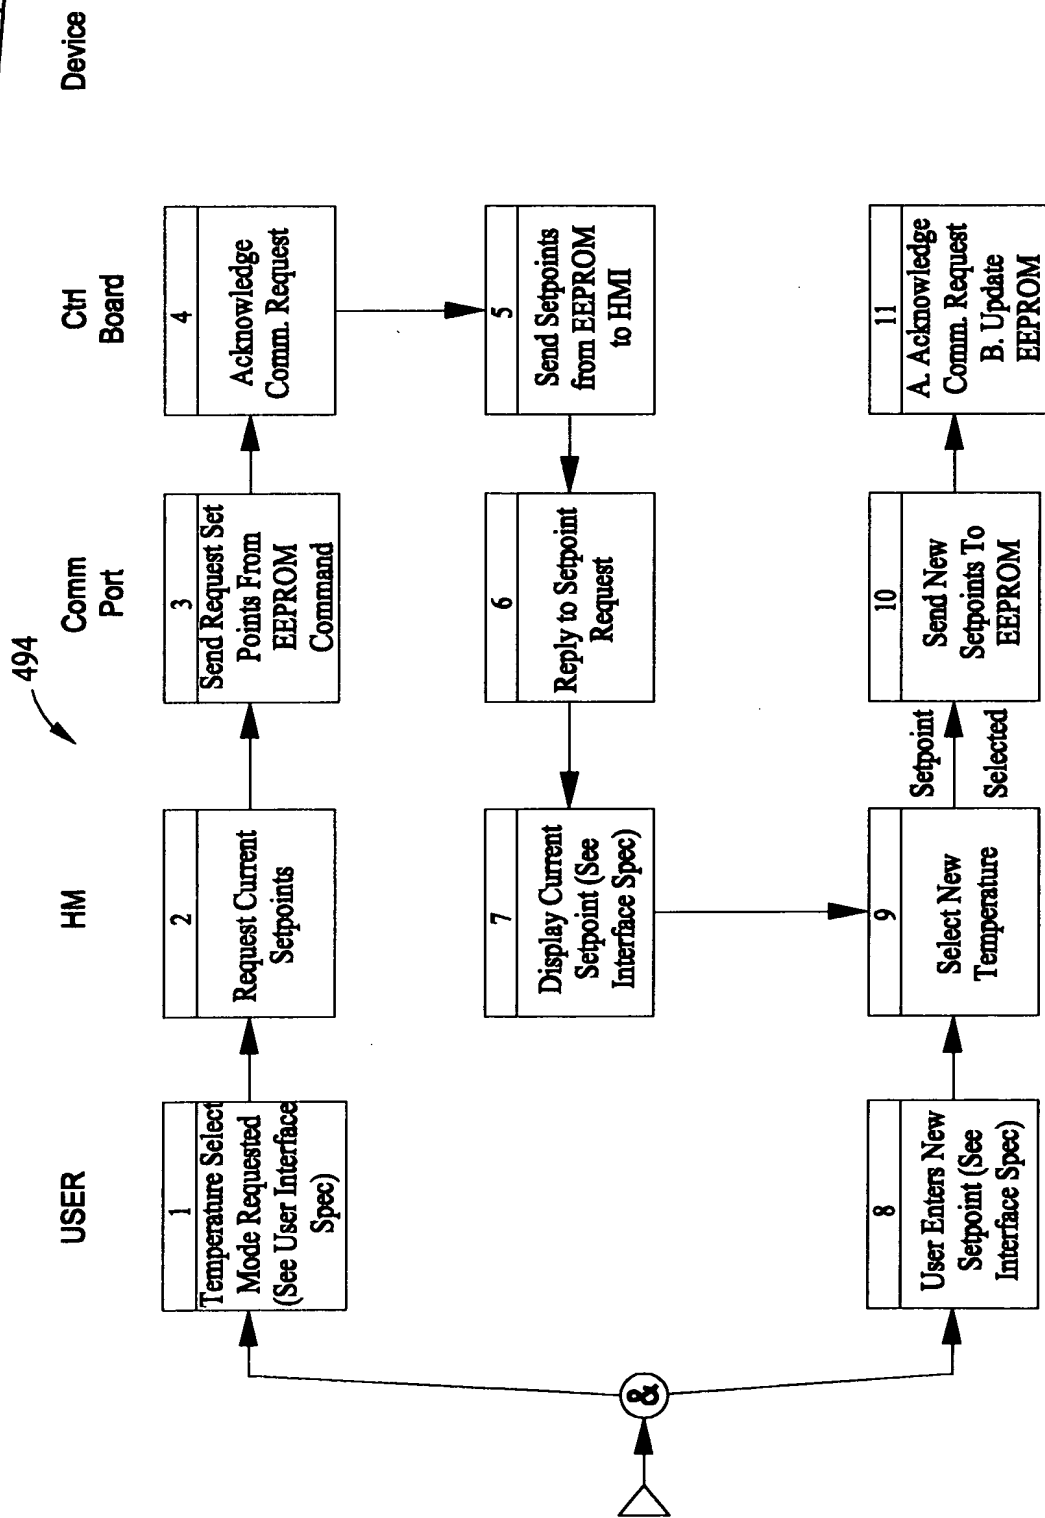 494
USER
HM
Comm
Port
Ctrl
Board
Device
1
Temperature Select
Mode Requested
(See User Interface
Spec)
2
Request Current
Setpoints
3
Send Request Set
Points From
EEPROM
Command
4
Acknowledge
Comm. Request
5
Send Setpoints
from EEPROM
to HMI
6
Reply to Setpoint
Request
7
Display Current
Setpoint (See
Interface Spec)
&
8
User Enters New
Setpoint (See
Interface Spec)
9
Select New
Temperature
Setpoint
Selected
10
Send New
Setpoints To
EEPROM
11
A. Acknowledge
Comm. Request
B. Update
EEPROM